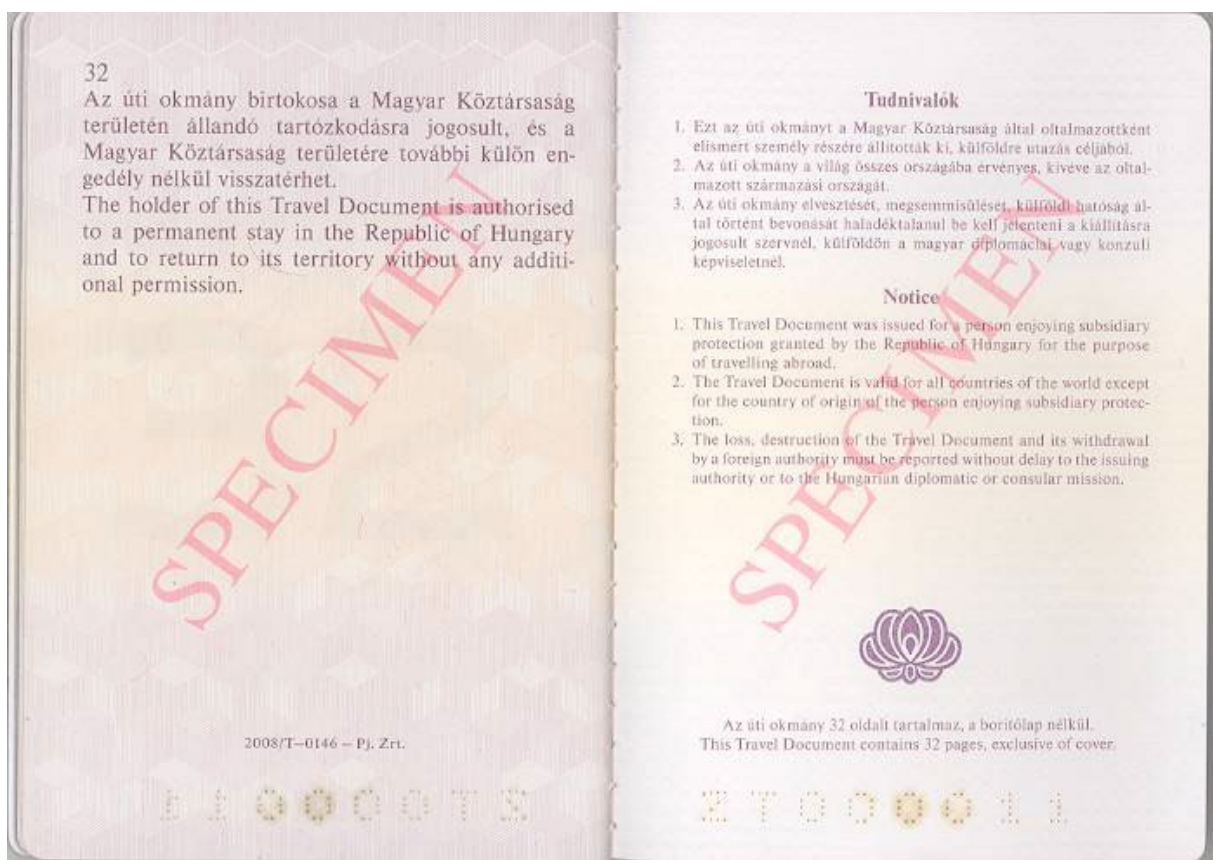 32
Az úti okmány birtokosa a Magyar Köztársaság
területén állandó tartózkodásra jogosult, és a
Magyar Köztársaság területére további külön en-
gedély nélkül visszatérhet.
The holder of this Travel Document is authorised
to a permanent stay in the Republic of Hungary
and to return to its territory without any additi-
onal permission.
SPECIMEN
2008/T–0146 – Pj. Zrt.
Tudnivalók
1. Ezt az úti okmányt a Magyar Köztársaság által oltalmazottként
elismert személy részére állították ki, külföldre utazás céljából.
2. Az úti okmány a világ összes országába érvényes, kivéve az oltal-
mazott származási országát.
3. Az úti okmány elvesztését, megsemmisülését, külföldi hatóság ál-
tal történt bevonását haladéktalanul be kell jelenteni a kiállításra
jogosult szervnél, külföldön a magyar diplomáciai vagy konzuli
képviseletnél.
Notice
1. This Travel Document was issued for a person enjoying subsidiary
protection granted by the Republic of Hungary for the purpose
of travelling abroad.
2. The Travel Document is valid for all countries of the world except
for the country of origin of the person enjoying subsidiary protec-
tion.
3. The loss, destruction of the Travel Document and its withdrawal
by a foreign authority must be reported without delay to the issuing
authority or to the Hungarian diplomatic or consular mission.
SPECIMEN
Az úti okmány 32 oldalt tartalmaz, a borítólap nélkül.
This Travel Document contains 32 pages, exclusive of cover.
ZT000011